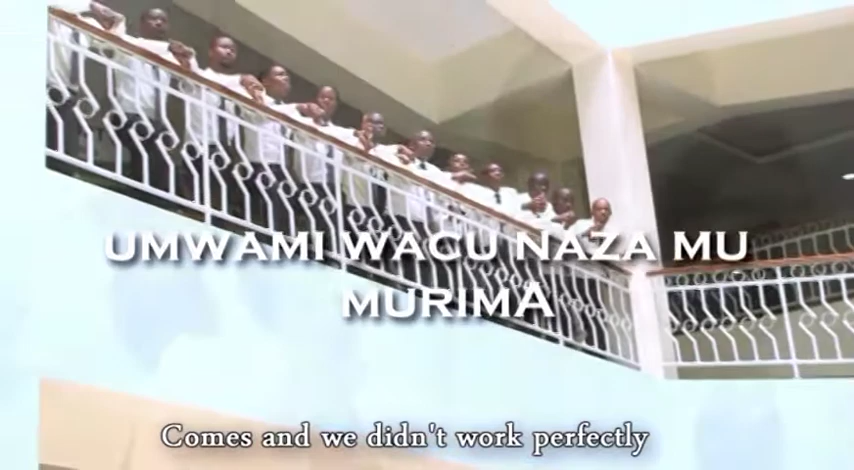 UMWAMI WACU NAZA MU
MURIMA
Comes and we didn't work perfectly